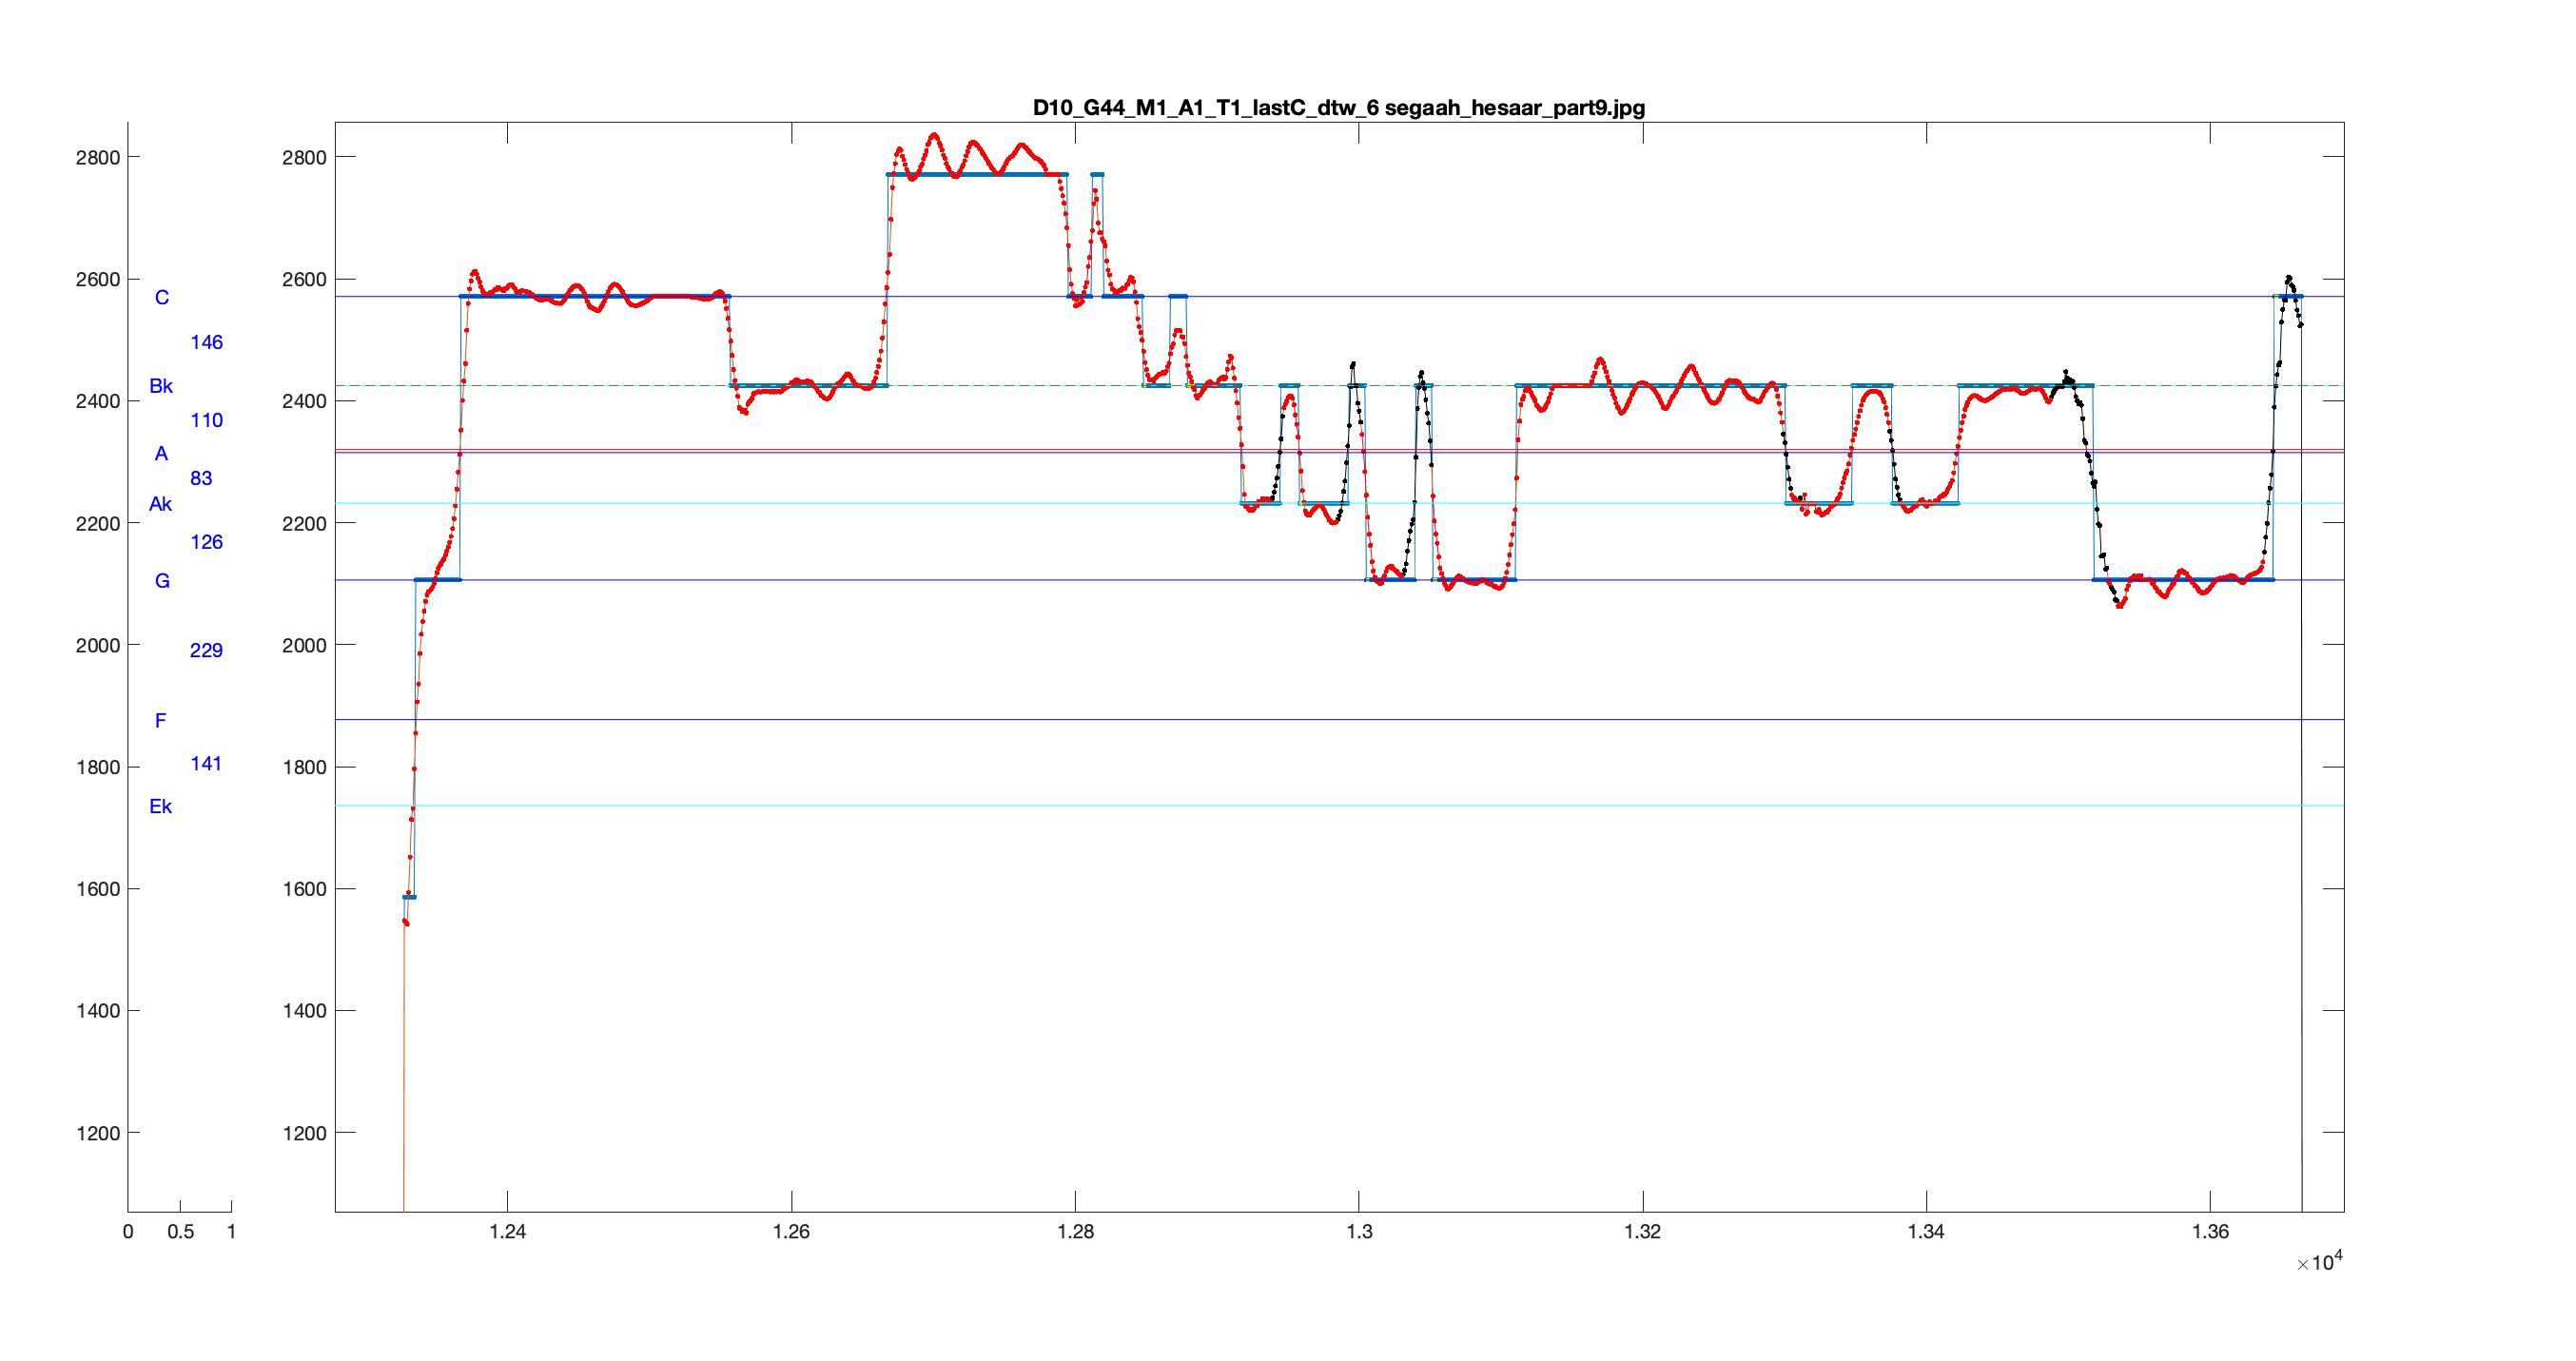 D10_G44_M1_A1_T1_lastC_dtw_6 segaah_hesaar_part9.jpg
2800 2800
2600 2600
C
146
Bk
2400 2400
110
A
83
Ak
2200 2200
126
G
2000 2000
229
F
1800 1800
141
Ek
1600 1600
1400 1400
1200 1200
0 0.5 1 1.24 1.26 1.28 1.3 1.32 1.34 1.36
×10^4